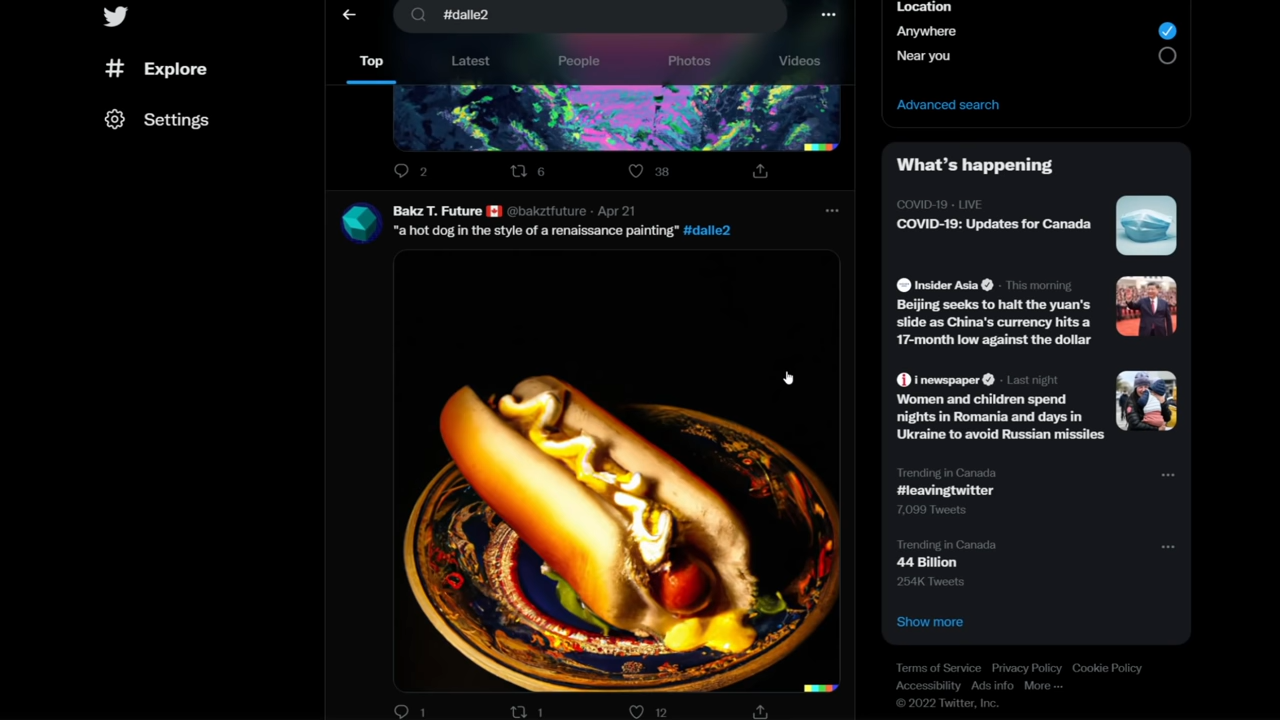 #dalle2
Explore
Settings
Top Latest People Photos Videos
2 6 38
Bakz T. Future 🇨🇦 @bakztfuture · Apr 21
"a hot dog in the style of a renaissance painting" #dalle2
1 1 12
Location
Anywhere
Near you
Advanced search
What's happening
COVID-19 · LIVE
COVID-19: Updates for Canada
Insider Asia · This morning
Beijing seeks to halt the yuan's
slide as China's currency hits a
17-month low against the dollar
i newspaper · Last night
Women and children spend
nights in Romania and days in
Ukraine to avoid Russian missiles
Trending in Canada
#leavingtwitter
7,099 Tweets
Trending in Canada
44 Billion
254K Tweets
Show more
Terms of Service Privacy Policy Cookie Policy
Accessibility Ads info More ···
© 2022 Twitter, Inc.